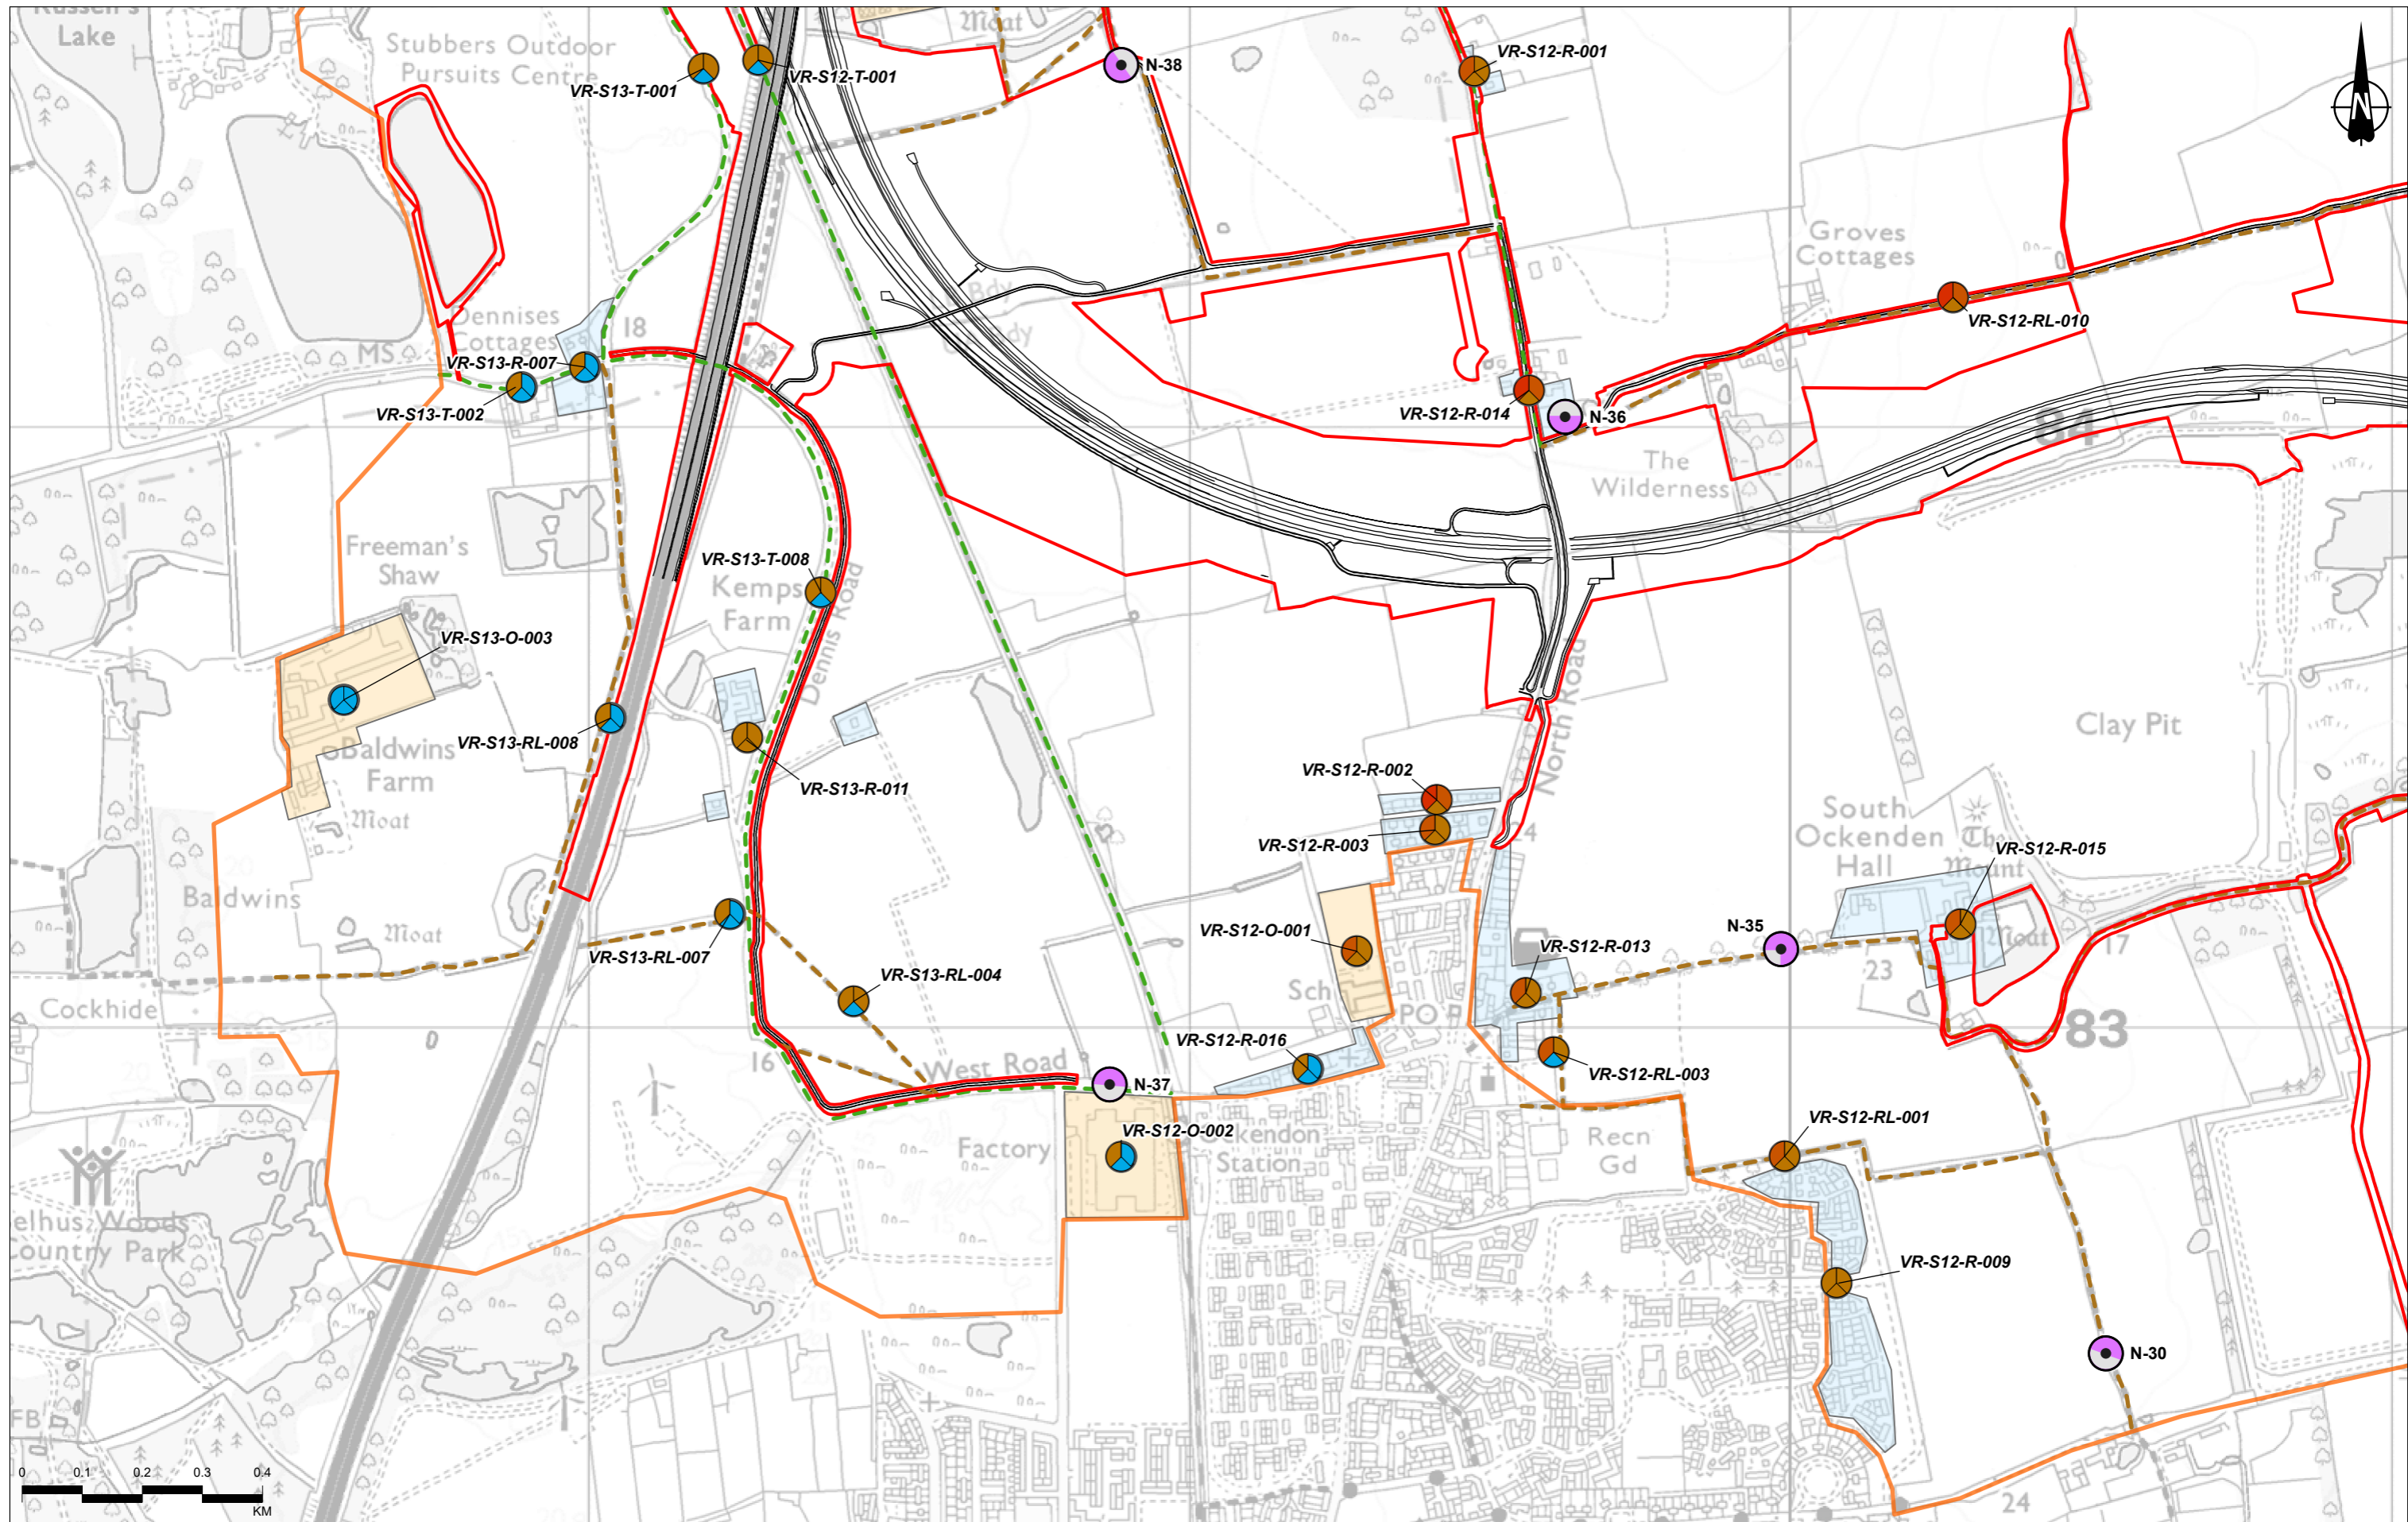 Russell's
Lake
Stubbers Outdoor
Pursuits Centre
Moat
VR-S13-T-001
VR-S12-T-001
N-38
VR-S12-R-001
N
Groves
Cottages
Dennises
Cottages
18
MS
Bdy
VR-S12-RL-010
VR-S13-R-007
VR-S13-T-002
VR-S12-R-014
N-36
84
The
Wilderness
Freeman's
Shaw
VR-S13-T-008
Kemps
Farm
Dennis Road
VR-S13-O-003
North Road
Clay Pit
VR-S13-RL-008
Baldwins
Farm
Moat
VR-S13-R-011
VR-S12-R-002
VR-S12-R-003
South
Ockenden
Hall
The
Mount
VR-S12-R-015
Baldwins
Moat
VR-S12-O-001
N-35
VR-S12-R-013
Moat
17
VR-S13-RL-007
23
VR-S13-RL-004
Cockhide
Sch
PO
P
83
VR-S12-R-016
16
West Road
N-37
VR-S12-RL-003
VR-S12-RL-001
VR-S12-O-002
Factory
Ockendon
Station
Recn
Gd
elhus Woods
Country Park
VR-S12-R-009
N-30
FB
24
0 0.1 0.2 0.3 0.4
KM